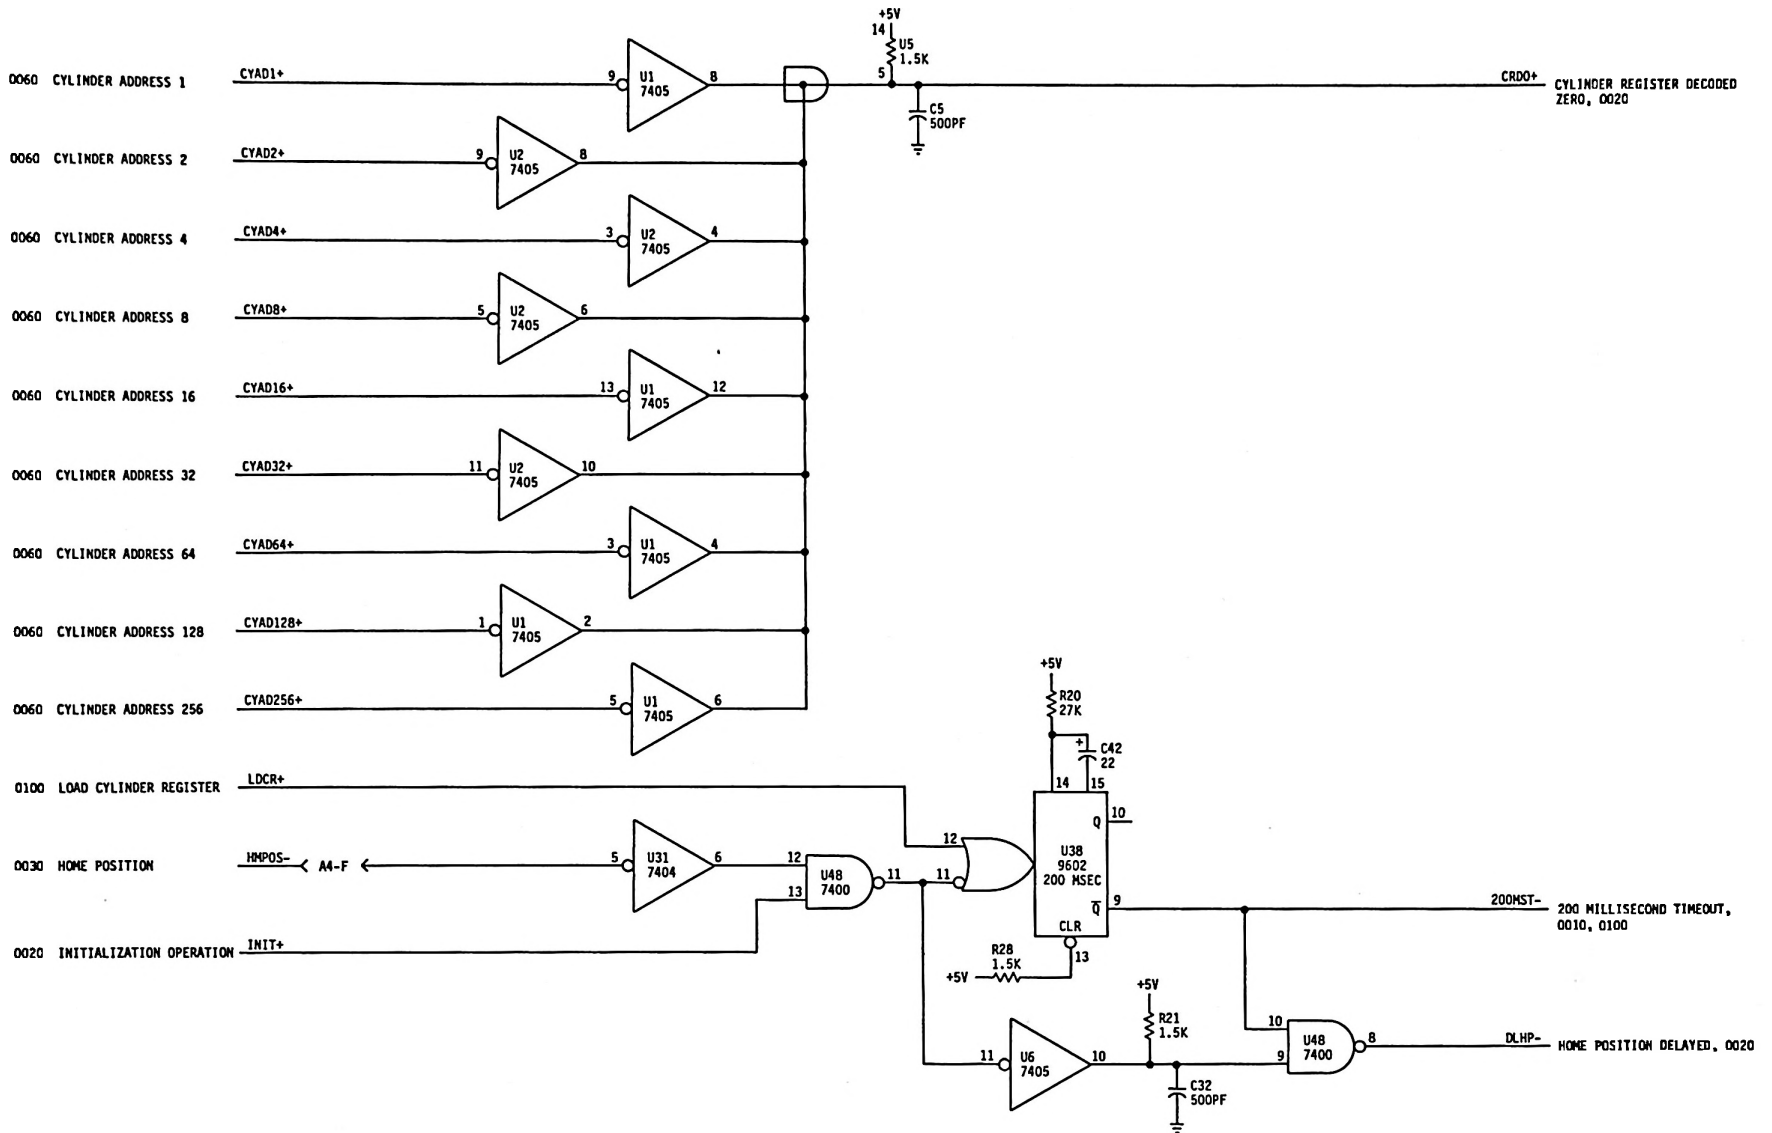 +5V
14
U5
1.5K
5
0060 CYLINDER ADDRESS 1 CYAD1+ 9 U1 7405 8
CRD0+ CYLINDER REGISTER DECODED
ZERO, 0020
C5
500PF
0060 CYLINDER ADDRESS 2 CYAD2+ 9 U2 7405 8
0060 CYLINDER ADDRESS 4 CYAD4+ 3 U2 7405 4
0060 CYLINDER ADDRESS 8 CYAD8+ 5 U2 7405 6
0060 CYLINDER ADDRESS 16 CYAD16+ 13 U1 7405 12
0060 CYLINDER ADDRESS 32 CYAD32+ 11 U2 7405 10
0060 CYLINDER ADDRESS 64 CYAD64+ 3 U1 7405 4
0060 CYLINDER ADDRESS 128 CYAD128+ 1 U1 7405 2
0060 CYLINDER ADDRESS 256 CYAD256+ 5 U1 7405 6
+5V
R20
27K
+ C42
22
14 15
0100 LOAD CYLINDER REGISTER LDCR+
12
Q 10
U38
9602
200 MSEC
0030 HOME POSITION HMPOS- A4-F 5 U31 7404 6
12 U48 7400 11
13
11
Q 9
CLR
13
200MST- 200 MILLISECOND TIMEOUT,
0010, 0100
0020 INITIALIZATION OPERATION INIT+
R28
1.5K
+5V
+5V
R21
1.5K
11 U6 7405 10
C32
500PF
10
9
U48
7400
8
DLHP- HOME POSITION DELAYED, 0020